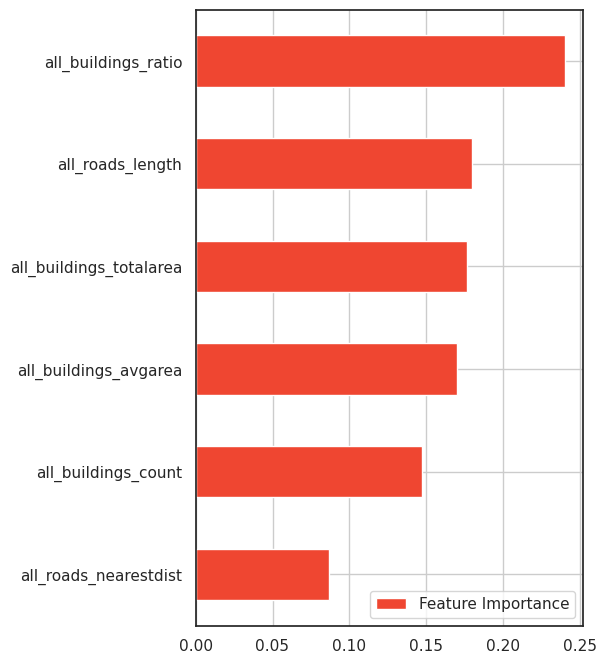 all_buildings_ratio
all_roads_length
all_buildings_totalarea
all_buildings_avgarea
all_buildings_count
all_roads_nearestdist
Feature Importance
0.00 0.05 0.10 0.15 0.20 0.25